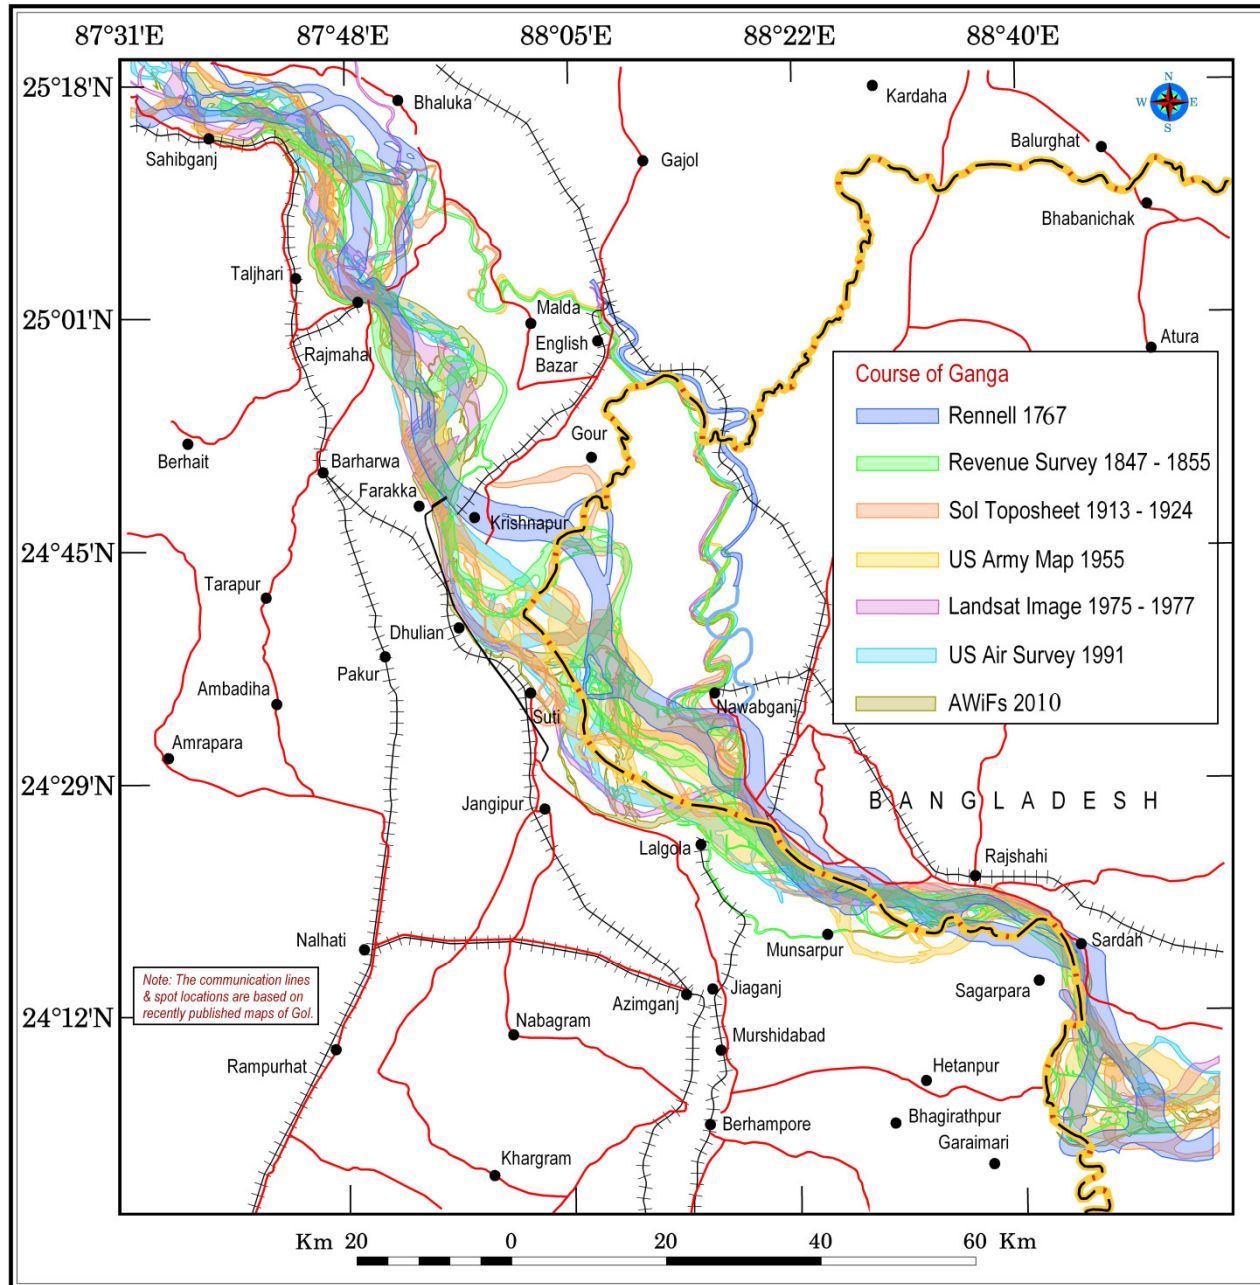 87°31'E 87°48'E 88°05'E 88°22'E 88°40'E
25°18'N
25°01'N
24°45'N
24°29'N
24°12'N
N
W E
S
Bhaluka
Kardaha
Sahibganj
Gajol
Balurghat
Bhabanichak
Taljhari
Malda
Rajmahal
English
Bazar
Atura
Course of Ganga
Rennell 1767
Revenue Survey 1847 - 1855
SoI Toposheet 1913 - 1924
US Army Map 1955
Landsat Image 1975 - 1977
US Air Survey 1991
AWiFs 2010
Berhait
Barharwa
Gour
Farakka
Krishnapur
Tarapur
Dhulian
Pakur
Ambadiha
Suti
Nawabganj
Amrapara
Jangipur
BANGLADESH
Lalgola
Rajshahi
Nalhati
Munsarpur
Sardah
Note: The communication lines
& spot locations are based on
recently published maps of GoI.
Azimganj
Jiaganj
Sagarpara
Nabagram
Murshidabad
Rampurhat
Hetanpur
Berhampore
Bhagirathpur
Garaimari
Khargram
Km 20 0 20 40 60 Km